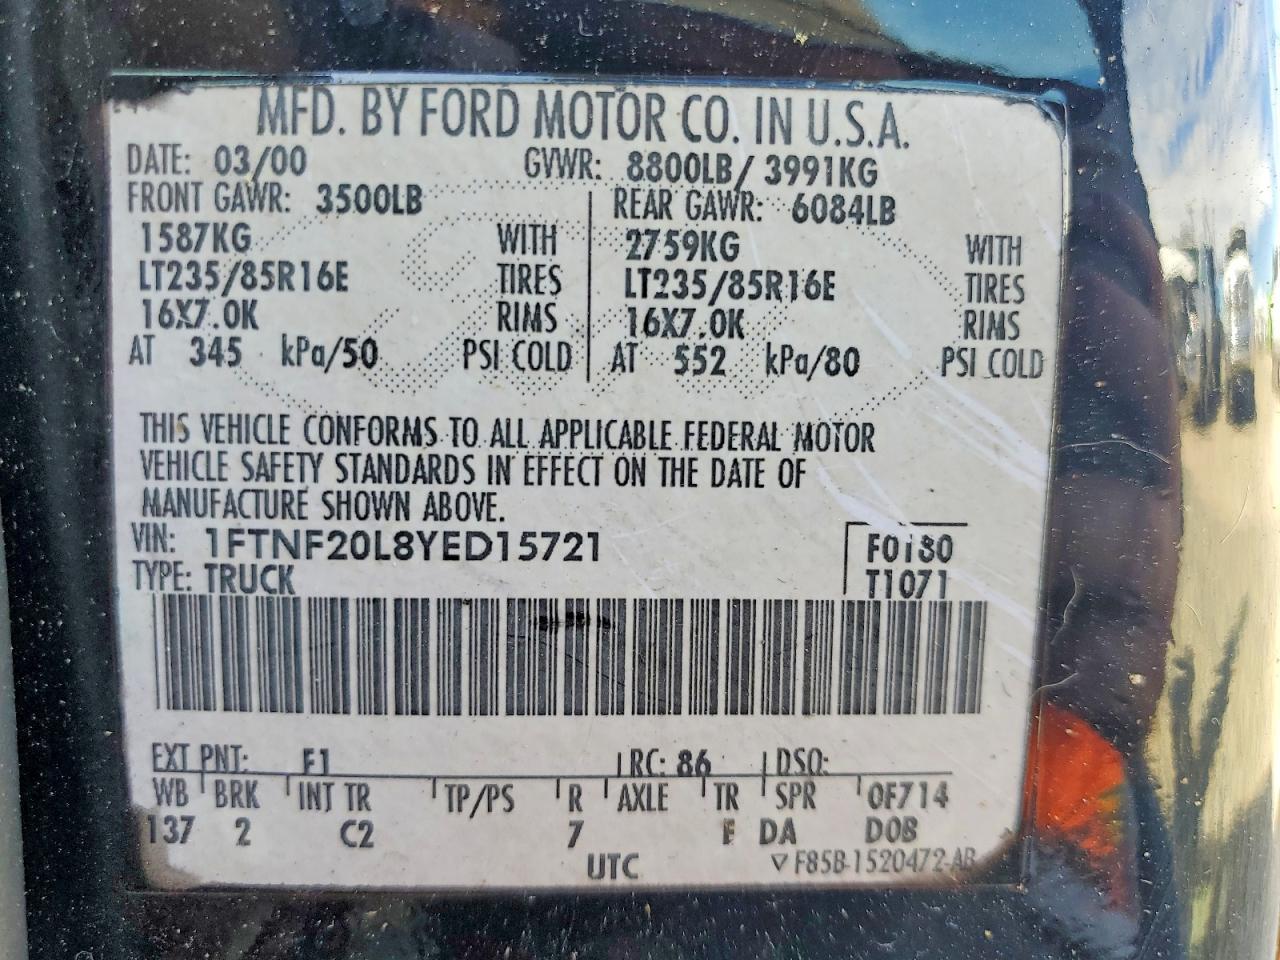 MFD. BY FORD MOTOR CO. IN U.S.A.
DATE: 03/00 GVWR: 8800LB/ 3991KG
FRONT GAWR: 3500LB REAR GAWR: 6084LB
1587KG WITH 2759KG WITH
LT235/85R16E TIRES LT235/85R16E TIRES
16X7.0K RIMS 16X7.0K RIMS
AT 345 kPa/50 PSI COLD AT 552 kPa/80 PSI COLD
THIS VEHICLE CONFORMS TO ALL APPLICABLE FEDERAL MOTOR
VEHICLE SAFETY STANDARDS IN EFFECT ON THE DATE OF
MANUFACTURE SHOWN ABOVE.
VIN: 1FTNF20L8YED15721 F0180
TYPE: TRUCK T1071
EXT PNT: F1 RC: 86 DSO:
WB BRK INT TR TP/PS R AXLE TR SPR OF714
137 2 C2 7 E DA D0B
UTC ▽ F85B-1520472-AB